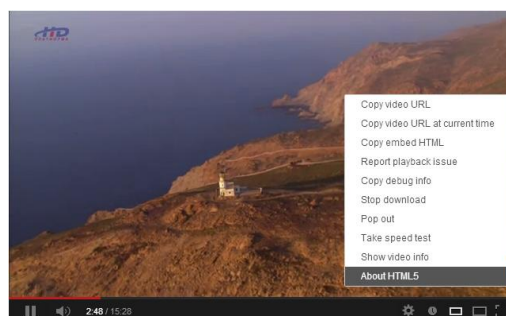 HD
Copy video URL
Copy video URL at current time
Copy embed HTML
Report playback issue
Copy debug info
Stop download
Pop out
Take speed test
Show video info
About HTML5
2:48 / 15:28